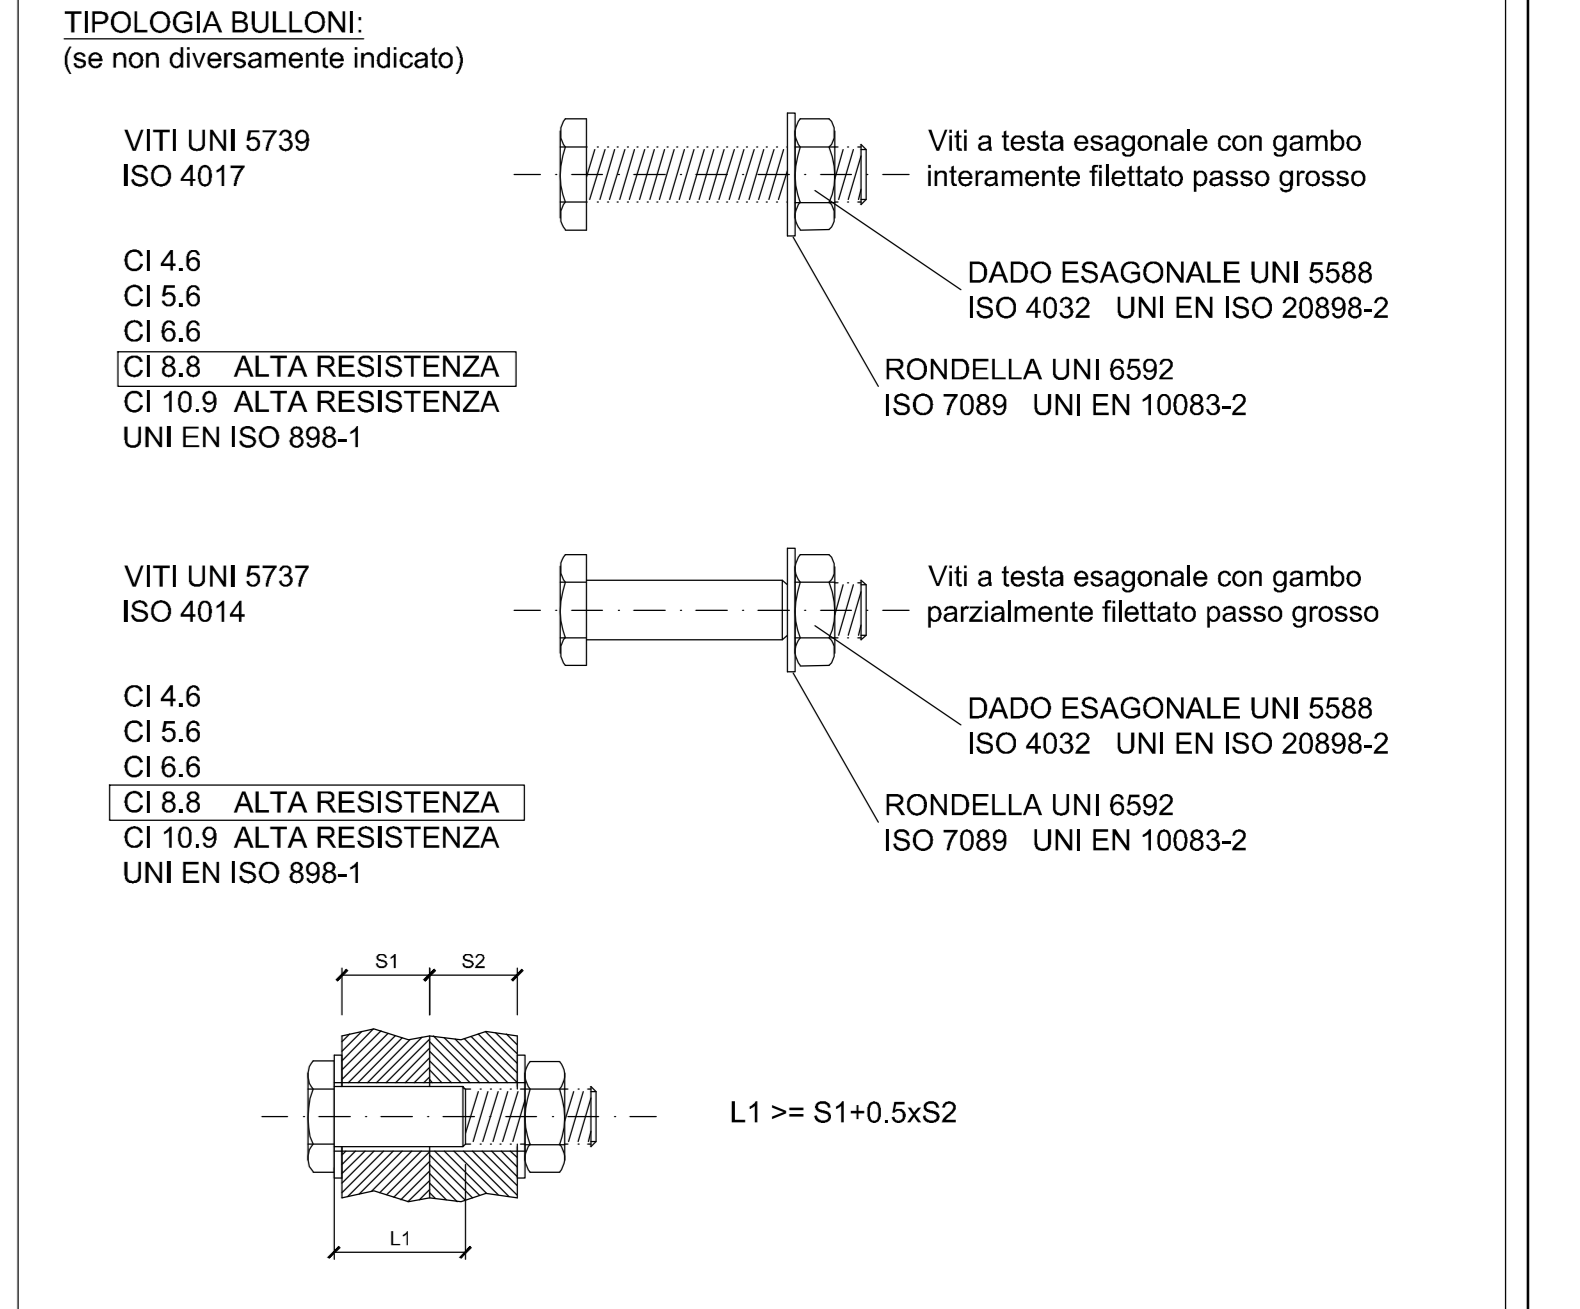 TIPOLOGIA BULLONI:
(se non diversamente indicato)
VITI UNI 5739
ISO 4017
Viti a testa esagonale con gambo
interamente filettato passo grosso
CI 4.6
CI 5.6
CI 6.6
CI 8.8 ALTA RESISTENZA
CI 10.9 ALTA RESISTENZA
UNI EN ISO 898-1
DADO ESAGONALE UNI 5588
ISO 4032 UNI EN ISO 20898-2
RONDELLA UNI 6592
ISO 7089 UNI EN 10083-2
VITI UNI 5737
ISO 4014
Viti a testa esagonale con gambo
parzialmente filettato passo grosso
CI 4.6
CI 5.6
CI 6.6
CI 8.8 ALTA RESISTENZA
CI 10.9 ALTA RESISTENZA
UNI EN ISO 898-1
DADO ESAGONALE UNI 5588
ISO 4032 UNI EN ISO 20898-2
RONDELLA UNI 6592
ISO 7089 UNI EN 10083-2
S1 S2
L1 >= S1+0.5xS2
L1